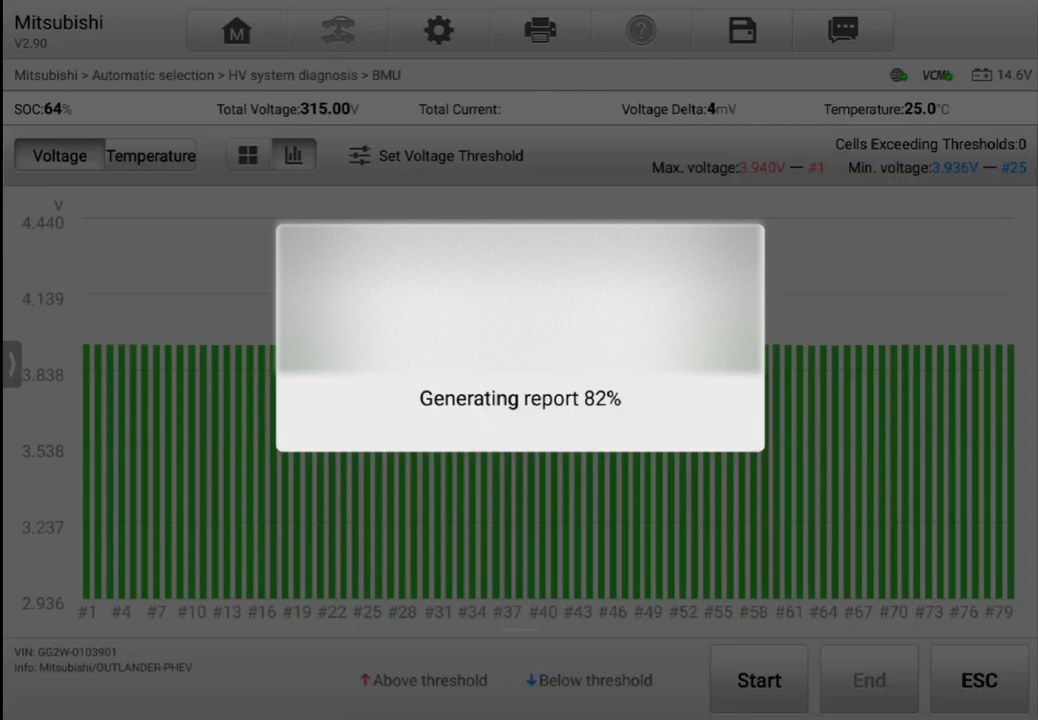 Mitsubishi
V2.90
M
?
Mitsubishi > Automatic selection > HV system diagnosis > BMU
VCMI
14.6V
SOC:64%
Total Voltage:315.00V
Total Current:
Voltage Delta:4mV
Temperature:25.0°C
Voltage
Temperature
Set Voltage Threshold
Cells Exceeding Thresholds:0
Max. voltage:3.940V — #1
Min. voltage:3.936V — #25
V
4.440
4.139
3.838
3.538
3.237
2.936
Generating report 82%
#1 #4 #7 #10 #13 #16 #19 #22 #25 #28 #31 #34 #37 #40 #43 #46 #49 #52 #55 #58 #61 #64 #67 #70 #73 #76 #79
VIN: GG2W-0103901
Info: Mitsubishi/OUTLANDER-PHEV
↑Above threshold
↓Below threshold
Start
End
ESC